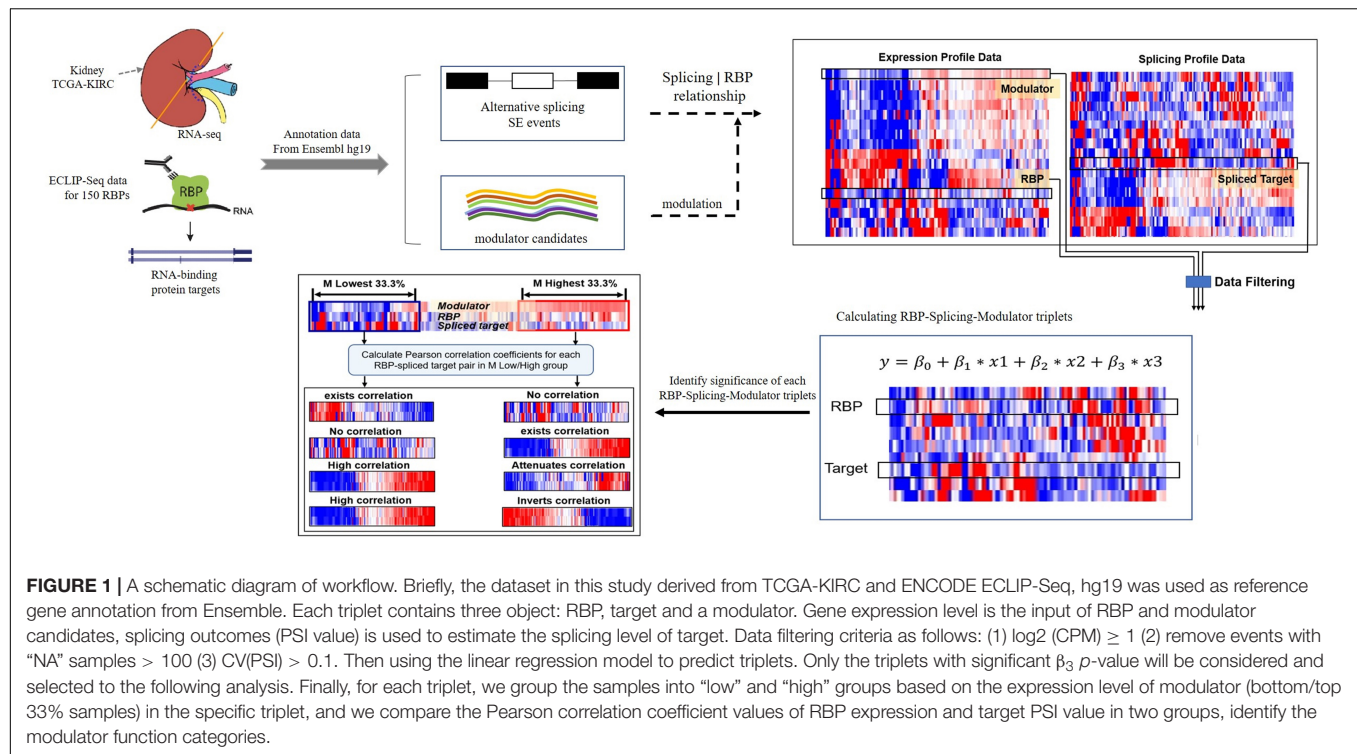 Kidney
TCGA-KIRC
RNA-seq
ECLIP-Seq data
for 150 RBPs
RBP
RNA
RNA-binding
protein targets
Annotation data
From Ensembl hg19
Alternative splicing
SE events
modulator candidates
Splicing | RBP
relationship
modulation
Expression Profile Data
Modulator
RBP
Splicing Profile Data
Spliced Target
Data Filtering
Calculating RBP-Splicing-Modulator triplets
y = β₀ + β₁ * x1 + β₂ * x2 + β₃ * x3
RBP
Target
Identify significance of each
RBP-Splicing-Modulator triplets
M Lowest 33.3%
M Highest 33.3%
Modulator
RBP
Spliced target
Calculate Pearson correlation coefficients for each
RBP-spliced target pair in M Low/High group
exists correlation
No correlation
No correlation
exists correlation
High correlation
Attenuates correlation
High correlation
Inverts correlation
FIGURE 1 | A schematic diagram of workflow. Briefly, the dataset in this study derived from TCGA-KIRC and ENCODE ECLIP-Seq, hg19 was used as reference
gene annotation from Ensemble. Each triplet contains three object: RBP, target and a modulator. Gene expression level is the input of RBP and modulator
candidates, splicing outcomes (PSI value) is used to estimate the splicing level of target. Data filtering criteria as follows: (1) log2 (CPM) ≥ 1 (2) remove events with
“NA” samples > 100 (3) CV(PSI) > 0.1. Then using the linear regression model to predict triplets. Only the triplets with significant β₃ p-value will be considered and
selected to the following analysis. Finally, for each triplet, we group the samples into “low” and “high” groups based on the expression level of modulator (bottom/top
33% samples) in the specific triplet, and we compare the Pearson correlation coefficient values of RBP expression and target PSI value in two groups, identify the
modulator function categories.